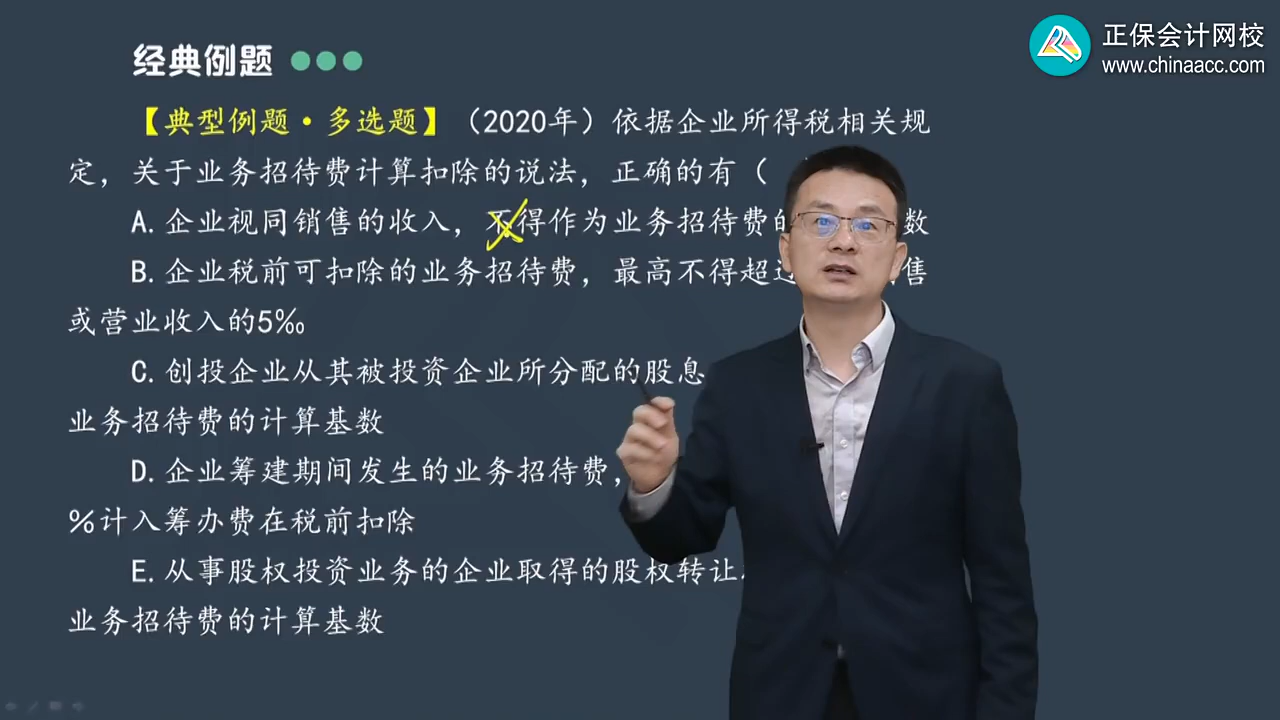 正保会计网校
www.chinaacc.com
经典例题
【典型例题·多选题】（2020年）依据企业所得税相关规
定，关于业务招待费计算扣除的说法，正确的有（
A. 企业视同销售的收入，不得作为业务招待费的 数
B. 企业税前可扣除的业务招待费，最高不得超过 售
或营业收入的5‰
C. 创投企业从其被投资企业所分配的股息
业务招待费的计算基数
D. 企业筹建期间发生的业务招待费，
%计入筹办费在税前扣除
E. 从事股权投资业务的企业取得的股权转让
业务招待费的计算基数